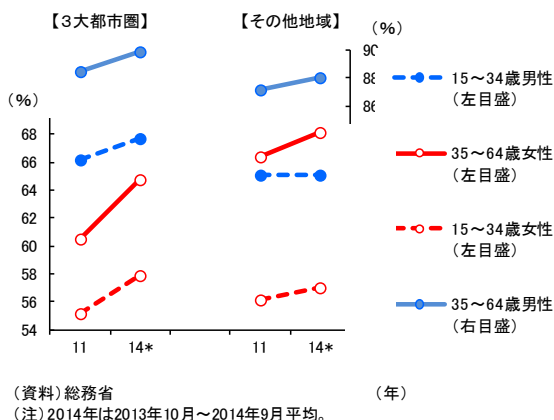 【３大都市圏】
【その他地域】
（％）
（％）
90
88
86
68
66
64
62
60
58
56
54
11
14*
11
14*
15～34歳男性
（左目盛）
35～64歳女性
（左目盛）
15～34歳女性
（左目盛）
35～64歳男性
（右目盛）
（資料）総務省
（年）
（注）2014年は2013年10月～2014年9月平均。